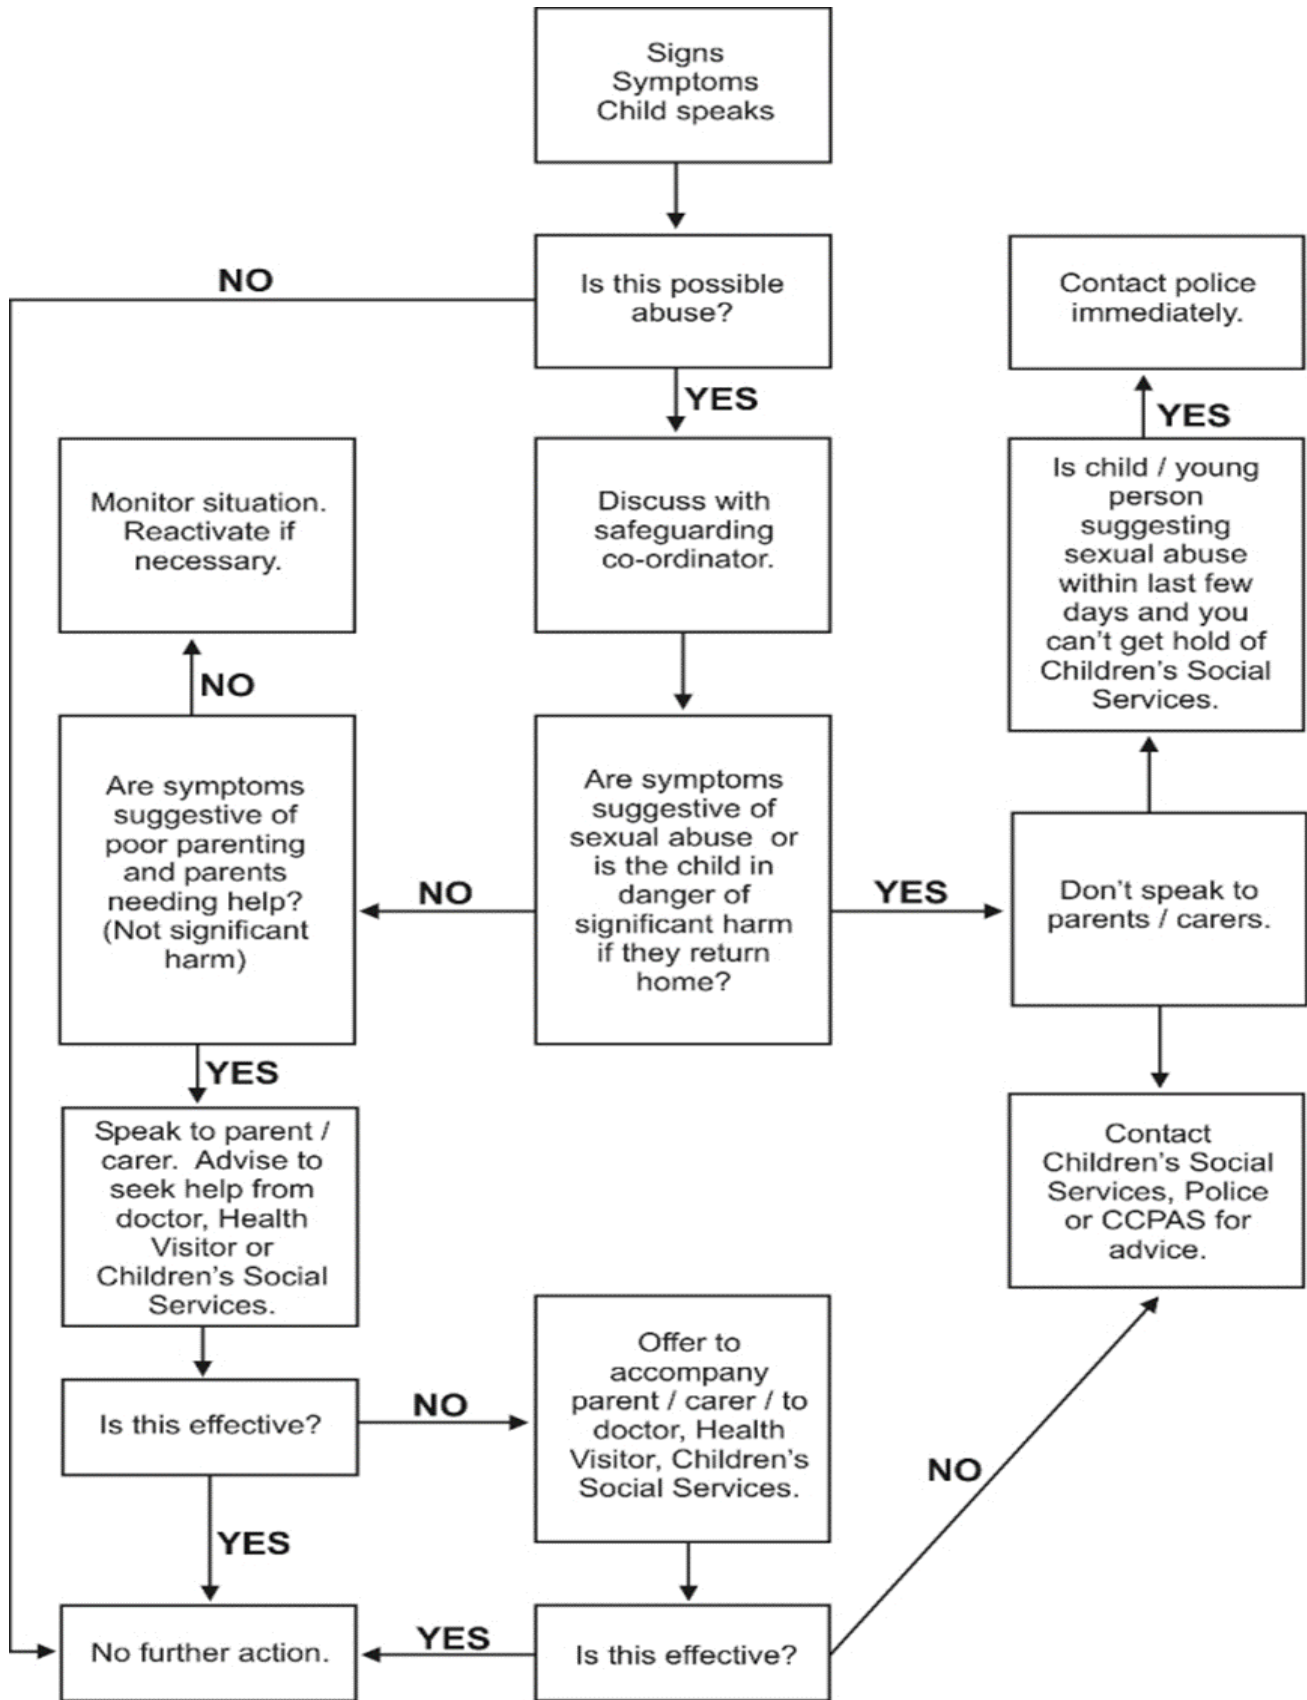 Signs
Symptoms
Child speaks
NO
Is this possible
abuse?
Contact police
immediately.
YES
YES
Monitor situation.
Reactivate if
necessary.
Discuss with
safeguarding
co-ordinator.
Is child / young
person
suggesting
sexual abuse
within last few
days and you
can't get hold of
Children's Social
Services.
NO
Are symptoms
suggestive of
poor parenting
and parents
needing help?
(Not significant
harm)
NO
Are symptoms
suggestive of
sexual abuse or
is the child in
danger of
significant harm
if they return
home?
YES
Don't speak to
parents / carers.
YES
Speak to parent /
carer. Advise to
seek help from
doctor, Health
Visitor or
Children's Social
Services.
Contact
Children's Social
Services, Police
or CCPAS for
advice.
Is this effective?
NO
Offer to
accompany
parent / carer / to
doctor, Health
Visitor, Children's
Social Services.
NO
YES
No further action.
YES
Is this effective?